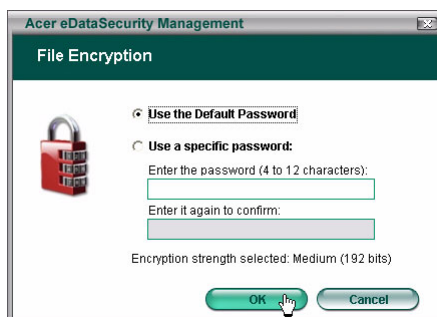 Acer eDataSecurity Management
File Encryption
Use the Default Password
Use a specific password:
Enter the password (4 to 12 characters):
Enter it again to confirm:
Encryption strength selected: Medium (192 bits)
OK
Cancel